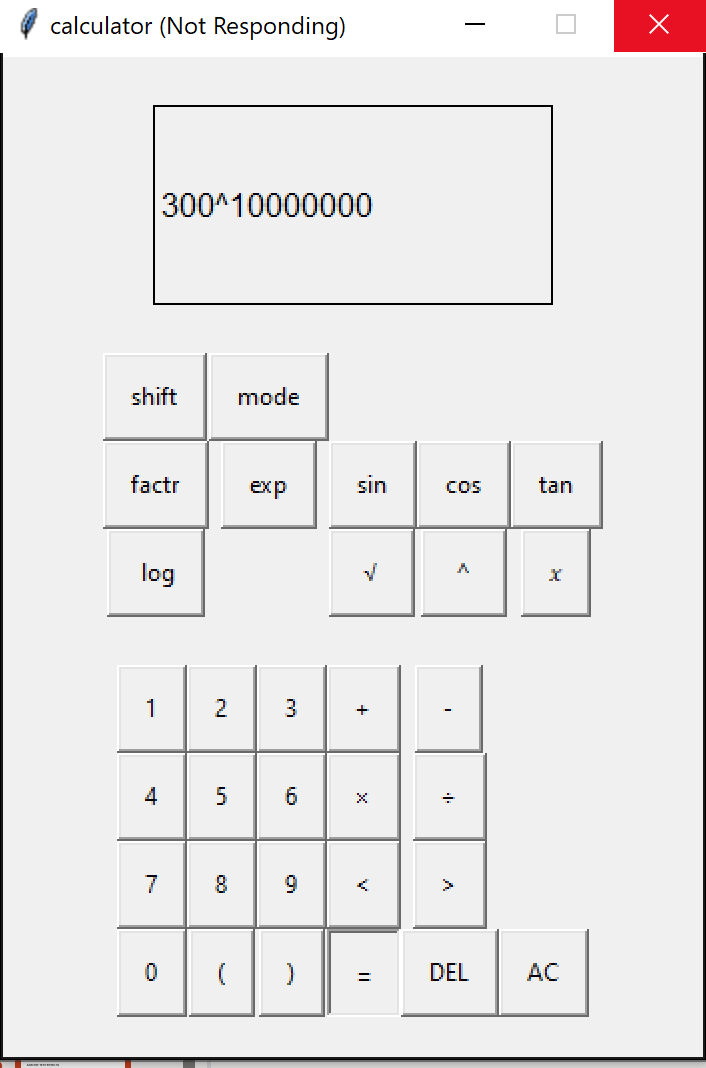 calculator (Not Responding)
300^10000000
shift mode
factr exp sin cos tan
log √ ^ x
1 2 3 + -
4 5 6 × ÷
7 8 9 < >
0 ( ) = DEL AC